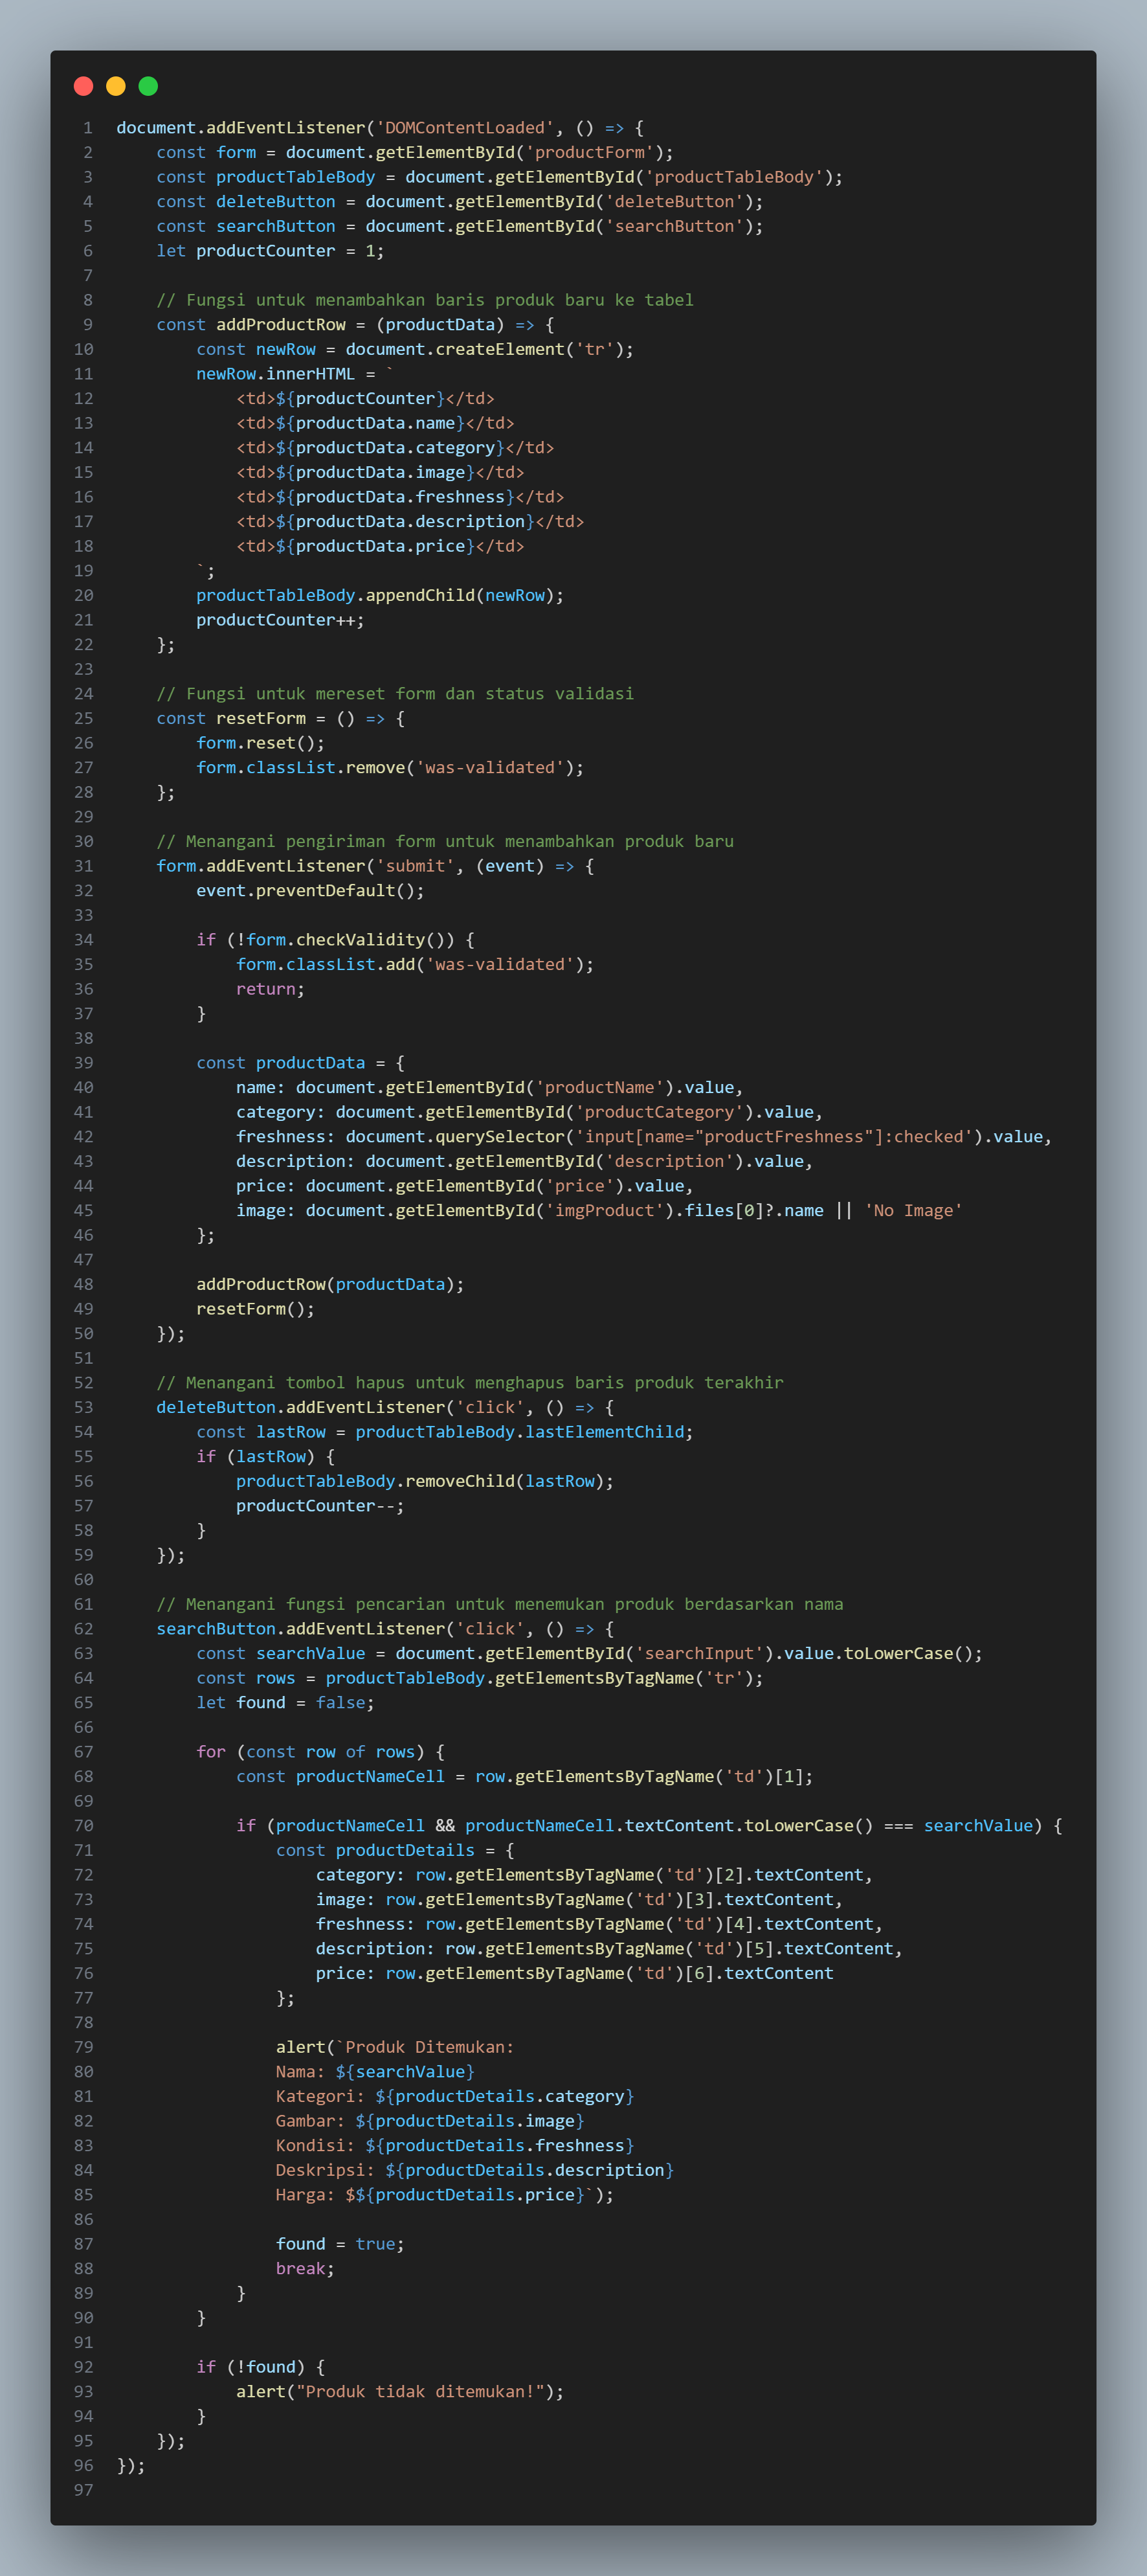 1 document.addEventListener('DOMContentLoaded', () => {
2     const form = document.getElementById('productForm');
3     const productTableBody = document.getElementById('productTableBody');
4     const deleteButton = document.getElementById('deleteButton');
5     const searchButton = document.getElementById('searchButton');
6     let productCounter = 1;
7
8     // Fungsi untuk menambahkan baris produk baru ke tabel
9     const addProductRow = (productData) => {
10         const newRow = document.createElement('tr');
11         newRow.innerHTML = `
12             <td>${productCounter}</td>
13             <td>${productData.name}</td>
14             <td>${productData.category}</td>
15             <td>${productData.image}</td>
16             <td>${productData.freshness}</td>
17             <td>${productData.description}</td>
18             <td>${productData.price}</td>
19         `;
20         productTableBody.appendChild(newRow);
21         productCounter++;
22     };
23
24     // Fungsi untuk mereset form dan status validasi
25     const resetForm = () => {
26         form.reset();
27         form.classList.remove('was-validated');
28     };
29
30     // Menangani pengiriman form untuk menambahkan produk baru
31     form.addEventListener('submit', (event) => {
32         event.preventDefault();
33
34         if (!form.checkValidity()) {
35             form.classList.add('was-validated');
36             return;
37         }
38
39         const productData = {
40             name: document.getElementById('productName').value,
41             category: document.getElementById('productCategory').value,
42             freshness: document.querySelector('input[name="productFreshness"]:checked').value,
43             description: document.getElementById('description').value,
44             price: document.getElementById('price').value,
45             image: document.getElementById('imgProduct').files[0]?.name || 'No Image'
46         };
47
48         addProductRow(productData);
49         resetForm();
50     });
51
52     // Menangani tombol hapus untuk menghapus baris produk terakhir
53     deleteButton.addEventListener('click', () => {
54         const lastRow = productTableBody.lastElementChild;
55         if (lastRow) {
56             productTableBody.removeChild(lastRow);
57             productCounter--;
58         }
59     });
60
61     // Menangani fungsi pencarian untuk menemukan produk berdasarkan nama
62     searchButton.addEventListener('click', () => {
63         const searchValue = document.getElementById('searchInput').value.toLowerCase();
64         const rows = productTableBody.getElementsByTagName('tr');
65         let found = false;
66
67         for (const row of rows) {
68             const productNameCell = row.getElementsByTagName('td')[1];
69
70             if (productNameCell && productNameCell.textContent.toLowerCase() === searchValue) {
71                 const productDetails = {
72                     category: row.getElementsByTagName('td')[2].textContent,
73                     image: row.getElementsByTagName('td')[3].textContent,
74                     freshness: row.getElementsByTagName('td')[4].textContent,
75                     description: row.getElementsByTagName('td')[5].textContent,
76                     price: row.getElementsByTagName('td')[6].textContent
77                 };
78
79                 alert(`Produk Ditemukan:
80                 Nama: ${searchValue}
81                 Kategori: ${productDetails.category}
82                 Gambar: ${productDetails.image}
83                 Kondisi: ${productDetails.freshness}
84                 Deskripsi: ${productDetails.description}
85                 Harga: $${productDetails.price}`);
86
87                 found = true;
88                 break;
89             }
90         }
91
92         if (!found) {
93             alert("Produk tidak ditemukan!");
94         }
95     });
96 });
97